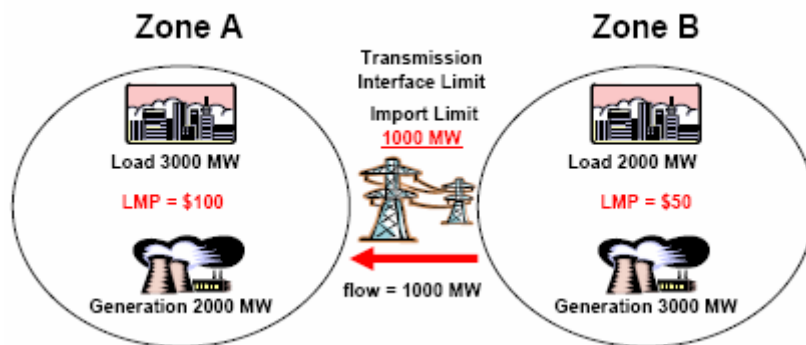 Zone A
Zone B
Transmission
Interface Limit
Import Limit
1000 MW
Load 3000 MW
Load 2000 MW
LMP = $100
LMP = $50
Generation 2000 MW
flow = 1000 MW
Generation 3000 MW